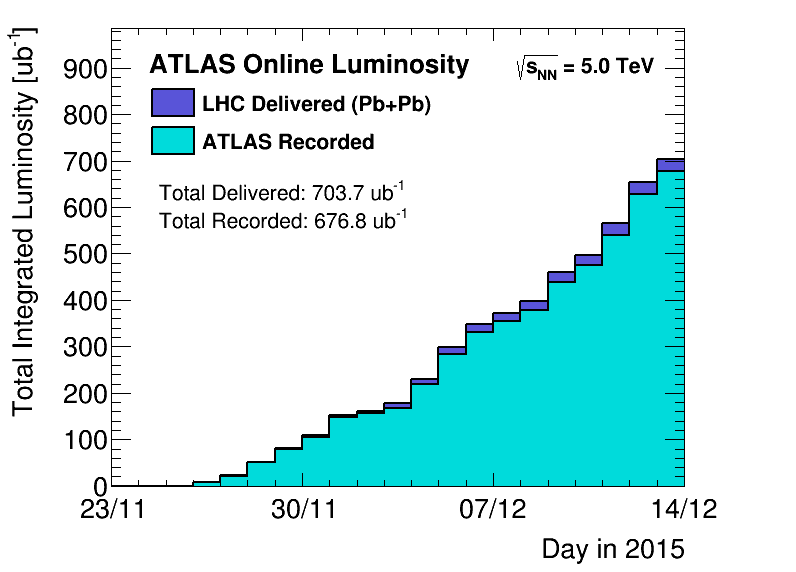 Total Integrated Luminosity [ub⁻¹]
ATLAS Online Luminosity
√sNN = 5.0 TeV
LHC Delivered (Pb+Pb)
ATLAS Recorded
Total Delivered: 703.7 ub⁻¹
Total Recorded: 676.8 ub⁻¹
900
800
700
600
500
400
300
200
100
0
23/11 30/11 07/12 14/12
Day in 2015